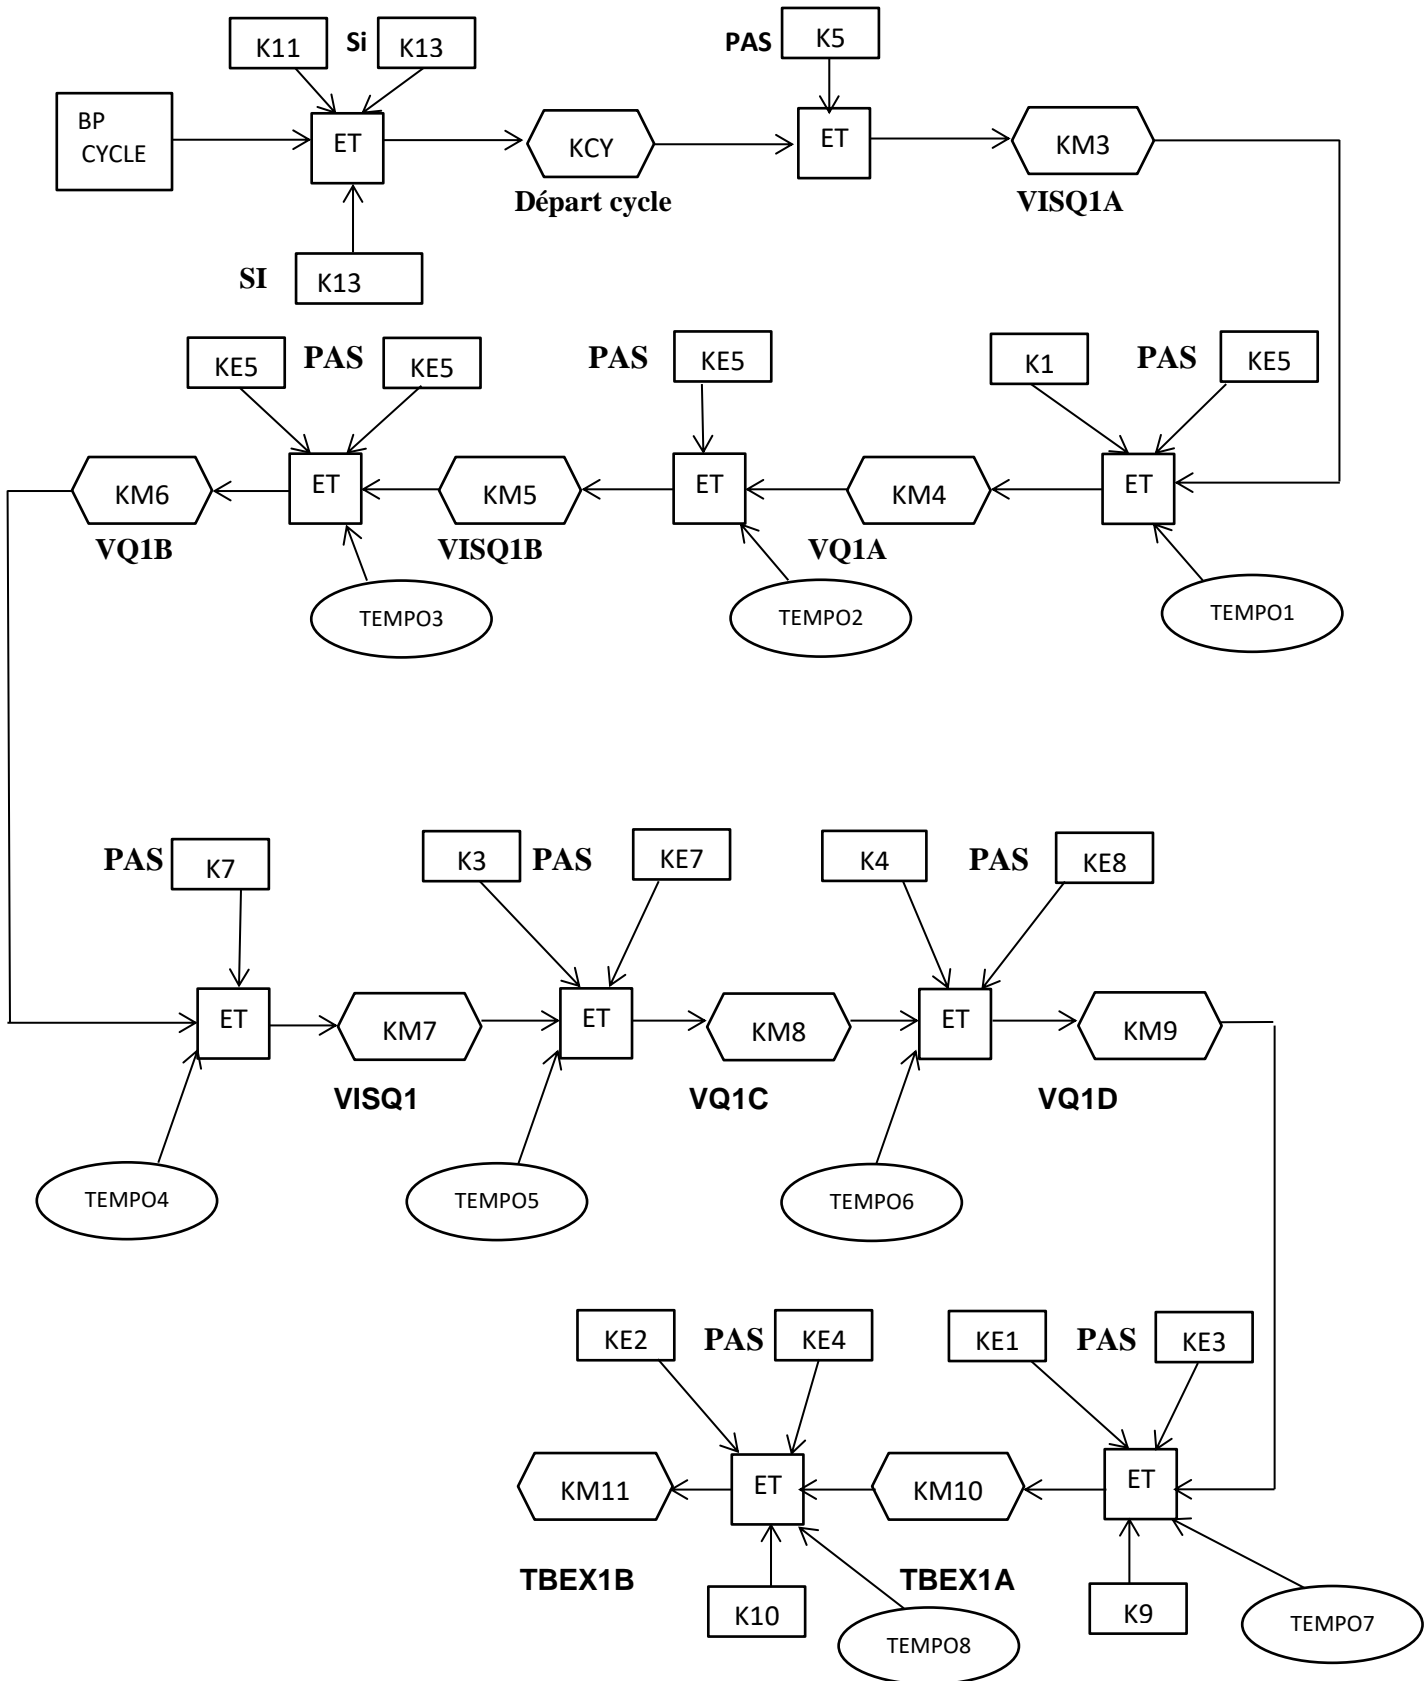 K11 Si K13 PAS K5
BP
CYCLE
ET KCY ET KM3
Départ cycle VISQ1A
SI K13
KE5 PAS KE5 PAS KE5 K1 PAS KE5
KM6 ET KM5 ET KM4 ET
VQ1B VISQ1B VQ1A
TEMPO3 TEMPO2 TEMPO1
PAS K7 K3 PAS KE7 K4 PAS KE8
ET KM7 ET KM8 ET KM9
VISQ1 VQ1C VQ1D
TEMPO4 TEMPO5 TEMPO6
KE2 PAS KE4 KE1 PAS KE3
KM11 ET KM10 ET
TBEX1B TBEX1A
K10 K9
TEMPO8 TEMPO7